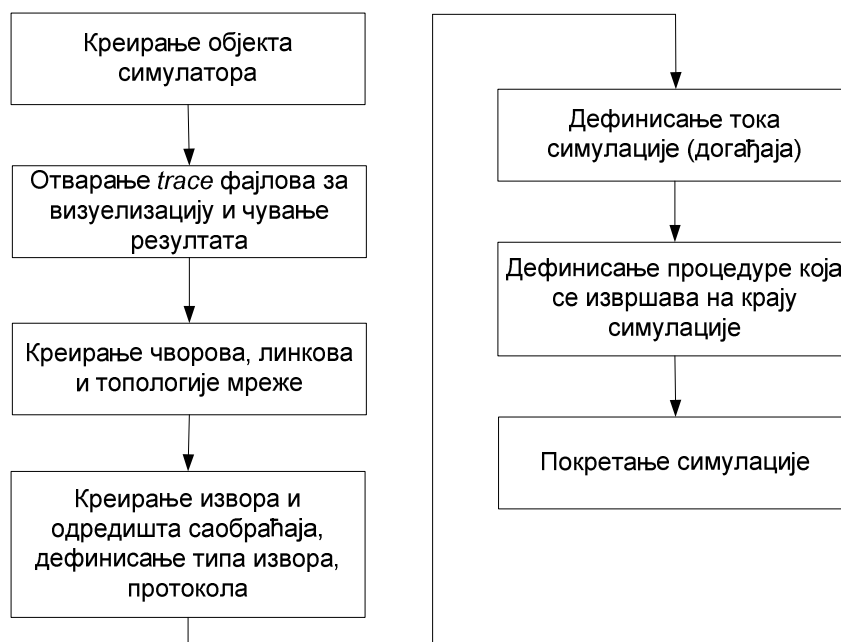 Креирање објекта
симулатора
Отварање trace фајлова за
визуелизацију и чување
резултата
Креирање чворова, линкова
и топологије мреже
Креирање извора и
одредишта саобраћаја,
дефинисање типа извора,
протокола
Дефинисање тока
симулације (догађаја)
Дефинисање процедуре која
се извршава на крају
симулације
Покретање симулације